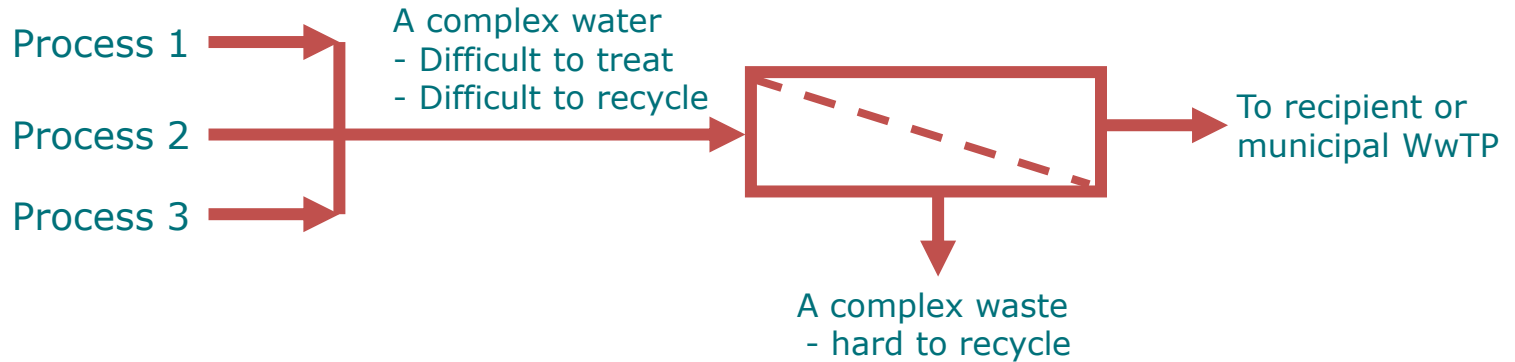 Process 1
Process 2
Process 3
A complex water
- Difficult to treat
- Difficult to recycle
To recipient or
municipal WwTP
A complex waste
- hard to recycle